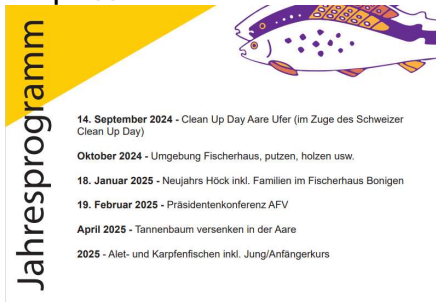 Jahresprogramm
14. September 2024 - Clean Up Day Aare Ufer (im Zuge des Schweizer
Clean Up Day)
Oktober 2024 - Umgebung Fischerhaus, putzen, holzen usw.
18. Januar 2025 - Neujahrs Höck inkl. Familien im Fischerhaus Bonigen
19. Februar 2025 - Präsidentenkonferenz AFV
April 2025 - Tannenbaum versenken in der Aare
2025 - Alet- und Karpfenfischen inkl. Jung/Anfängerkurs